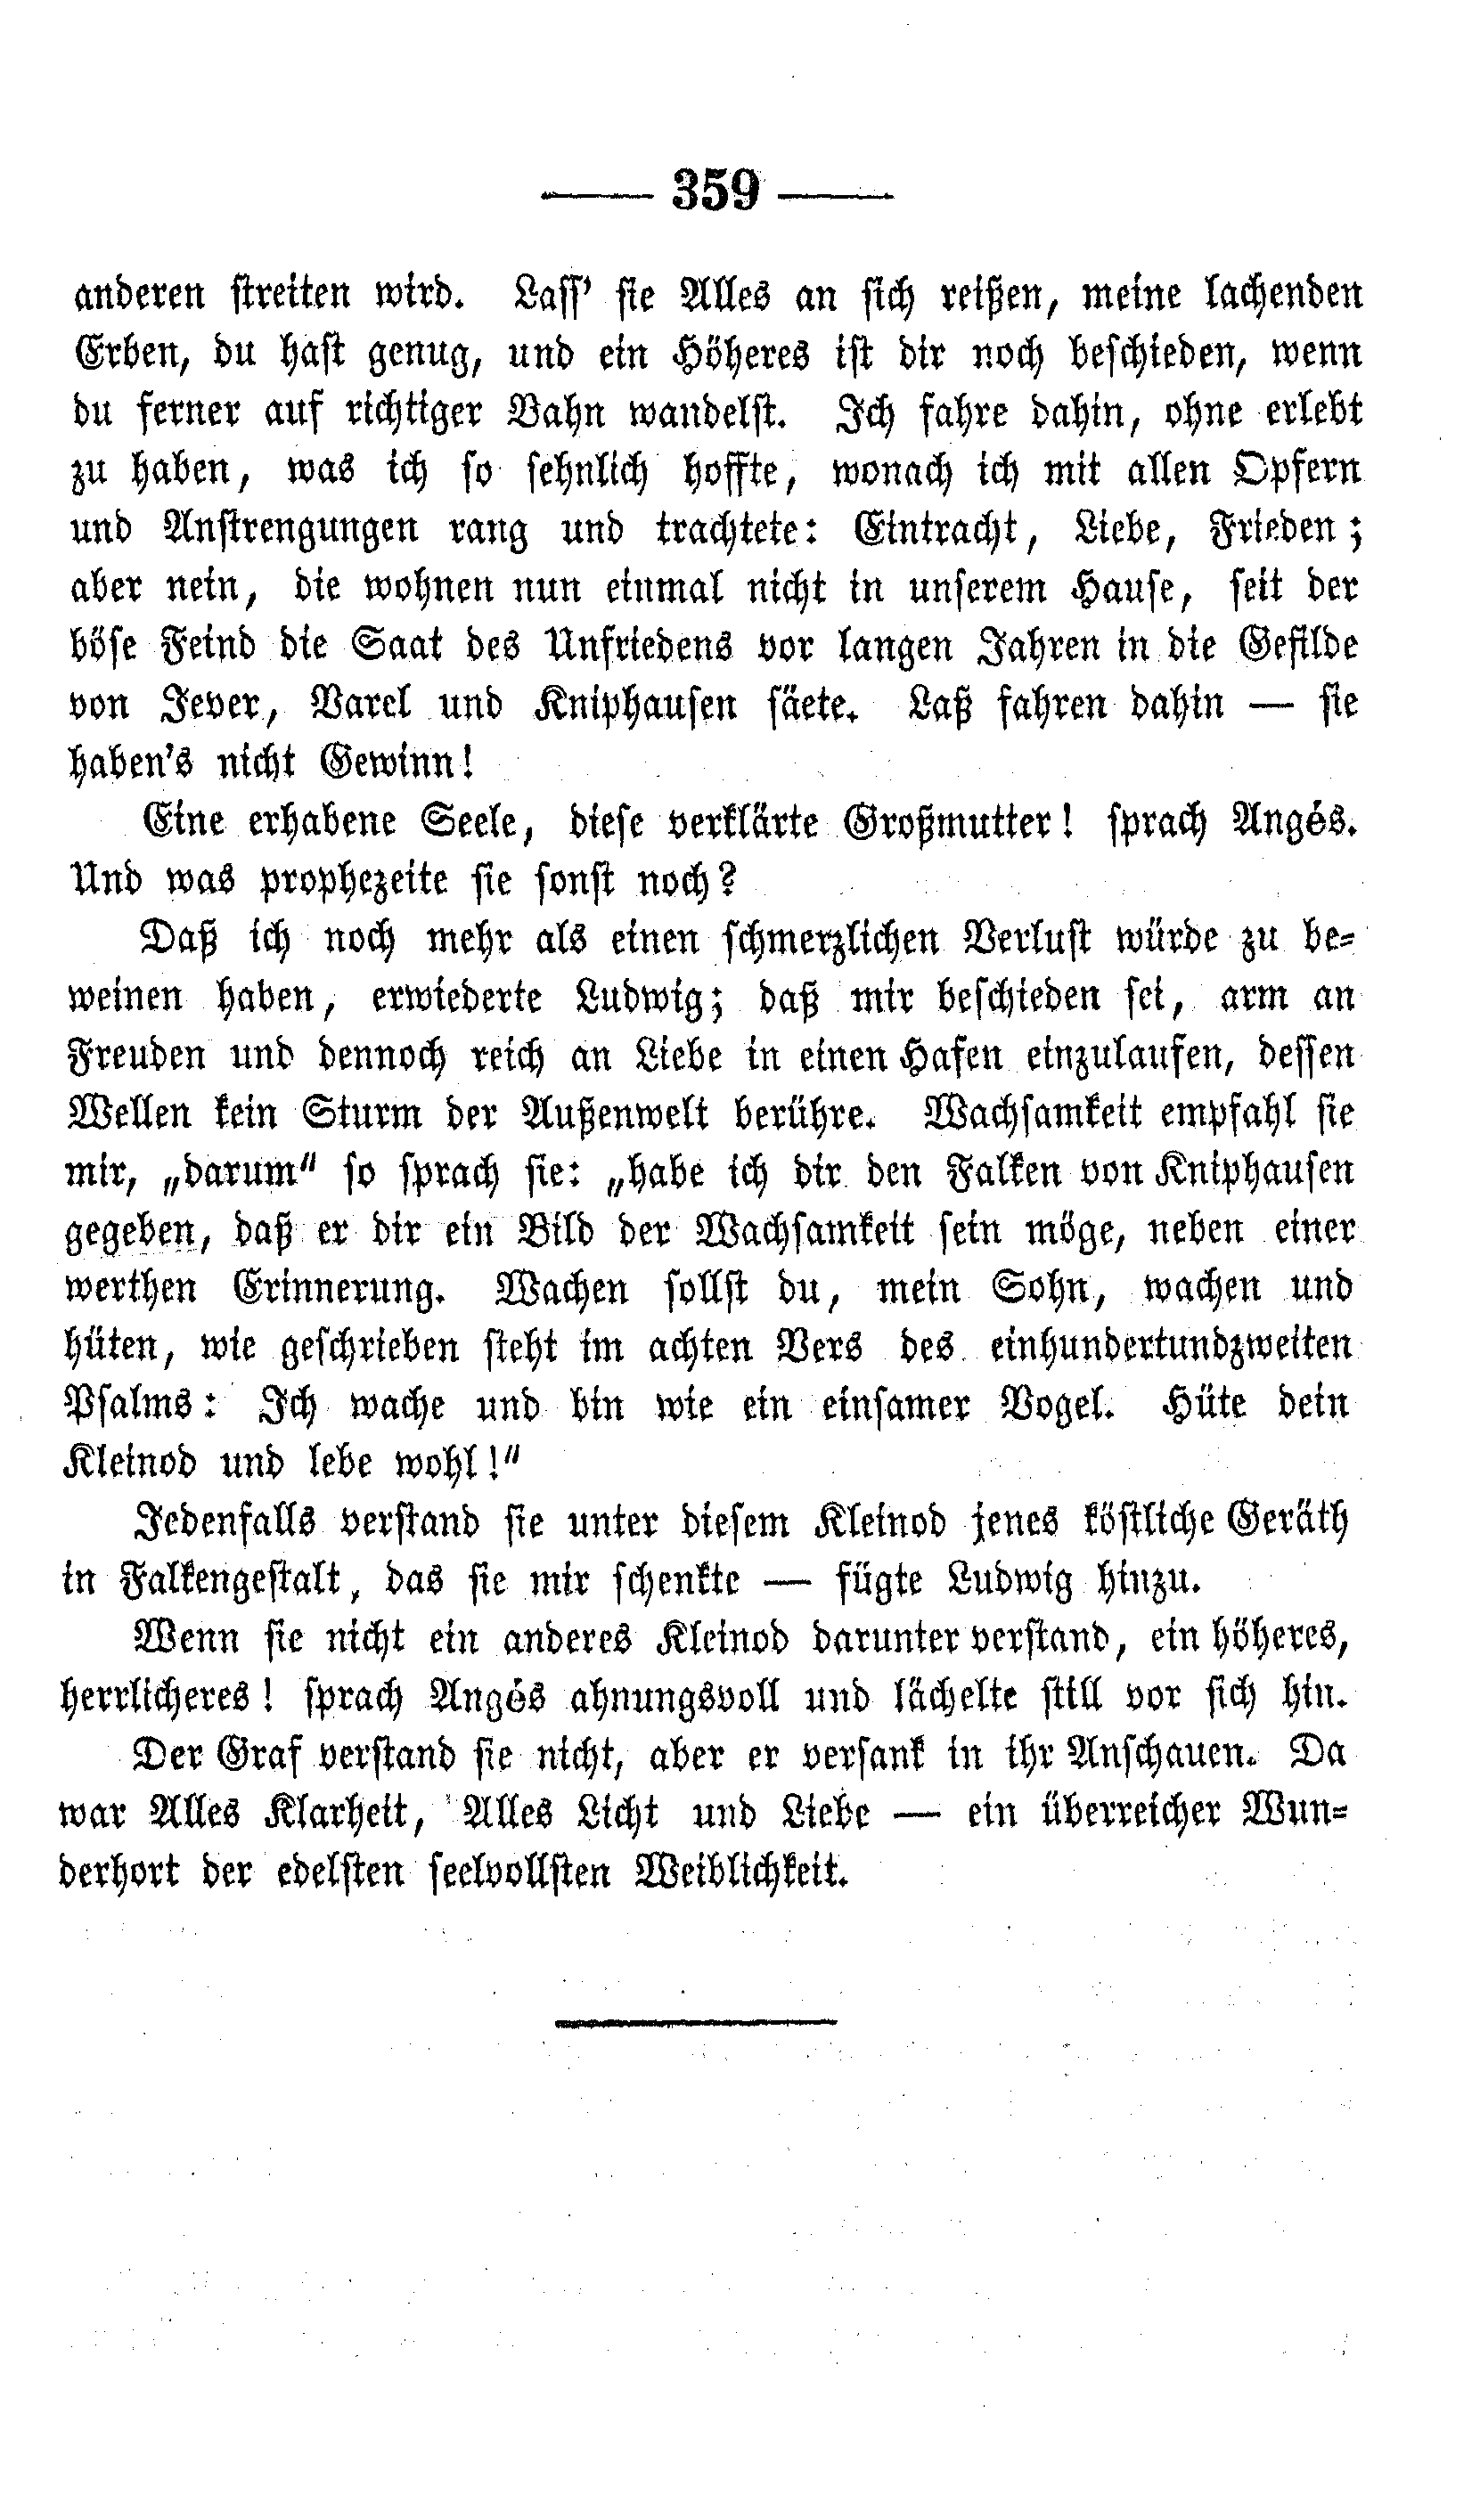 — 359 —
anderen streiten wird. Lass' sie Alles an sich reißen, meine lachenden
Erben, du hast genug, und ein Höheres ist dir noch beschieden, wenn
du ferner auf richtiger Bahn wandelst. Ich fahre dahin, ohne erlebt
zu haben, was ich so sehnlich hoffte, wonach ich mit allen Opfern
und Anstrengungen rang und trachtete: Eintracht, Liebe, Frieden;
aber nein, die wohnen nun einmal nicht in unserem Hause, seit der
böse Feind die Saat des Unfriedens vor langen Jahren in die Gefilde
von Jever, Varel und Kniphausen säete. Laß fahren dahin — sie
haben's nicht Gewinn!
Eine erhabene Seele, diese verklärte Großmutter! sprach Angés.
Und was prophezeite sie sonst noch?
Daß ich noch mehr als einen schmerzlichen Verlust würde zu be-
weinen haben, erwiederte Ludwig; daß mir beschieden sei, arm an
Freuden und dennoch reich an Liebe in einen Hafen einzulaufen, dessen
Wellen kein Sturm der Außenwelt berühre. Wachsamkeit empfahl sie
mir, „darum“ so sprach sie: „habe ich dir den Falken von Kniphausen
gegeben, daß er dir ein Bild der Wachsamkeit sein möge, neben einer
werthen Erinnerung. Wachen sollst du, mein Sohn, wachen und
hüten, wie geschrieben steht im achten Vers des einhundertundzweiten
Psalms: Ich wache und bin wie ein einsamer Vogel. Hüte dein
Kleinod und lebe wohl!“
Jedenfalls verstand sie unter diesem Kleinod jenes köstliche Geräth
in Falkengestalt, das sie mir schenkte — fügte Ludwig hinzu.
Wenn sie nicht ein anderes Kleinod darunter verstand, ein höheres,
herrlicheres! sprach Angés ahnungsvoll und lächelte still vor sich hin.
Der Graf verstand sie nicht, aber er versank in ihr Anschauen. Da
war Alles Klarheit, Alles Licht und Liebe — ein überreicher Wun-
derhort der edelsten seelvollsten Weiblichkeit.